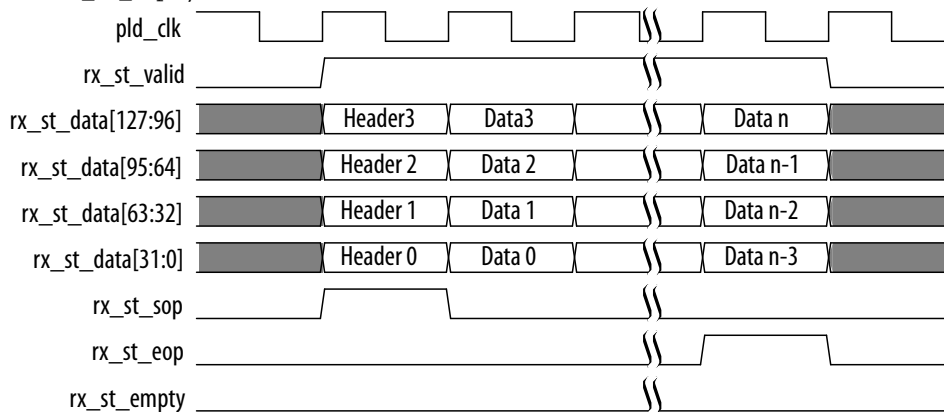 pld_clk
rx_st_valid
rx_st_data[127:96] Header3 Data3 Data n
rx_st_data[95:64] Header 2 Data 2 Data n-1
rx_st_data[63:32] Header 1 Data 1 Data n-2
rx_st_data[31:0] Header 0 Data 0 Data n-3
rx_st_sop
rx_st_eop
rx_st_empty